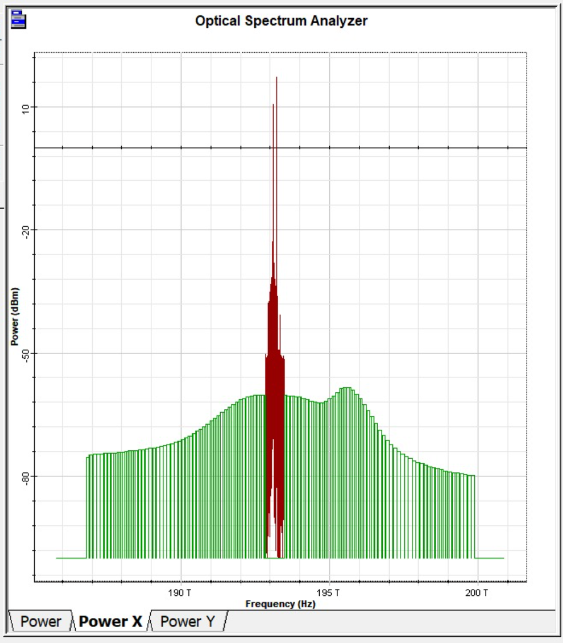 Optical Spectrum Analyzer
10
-20
-50
-80
Power (dBm)
190 T
195 T
200 T
Frequency (Hz)
Power
Power X
Power Y